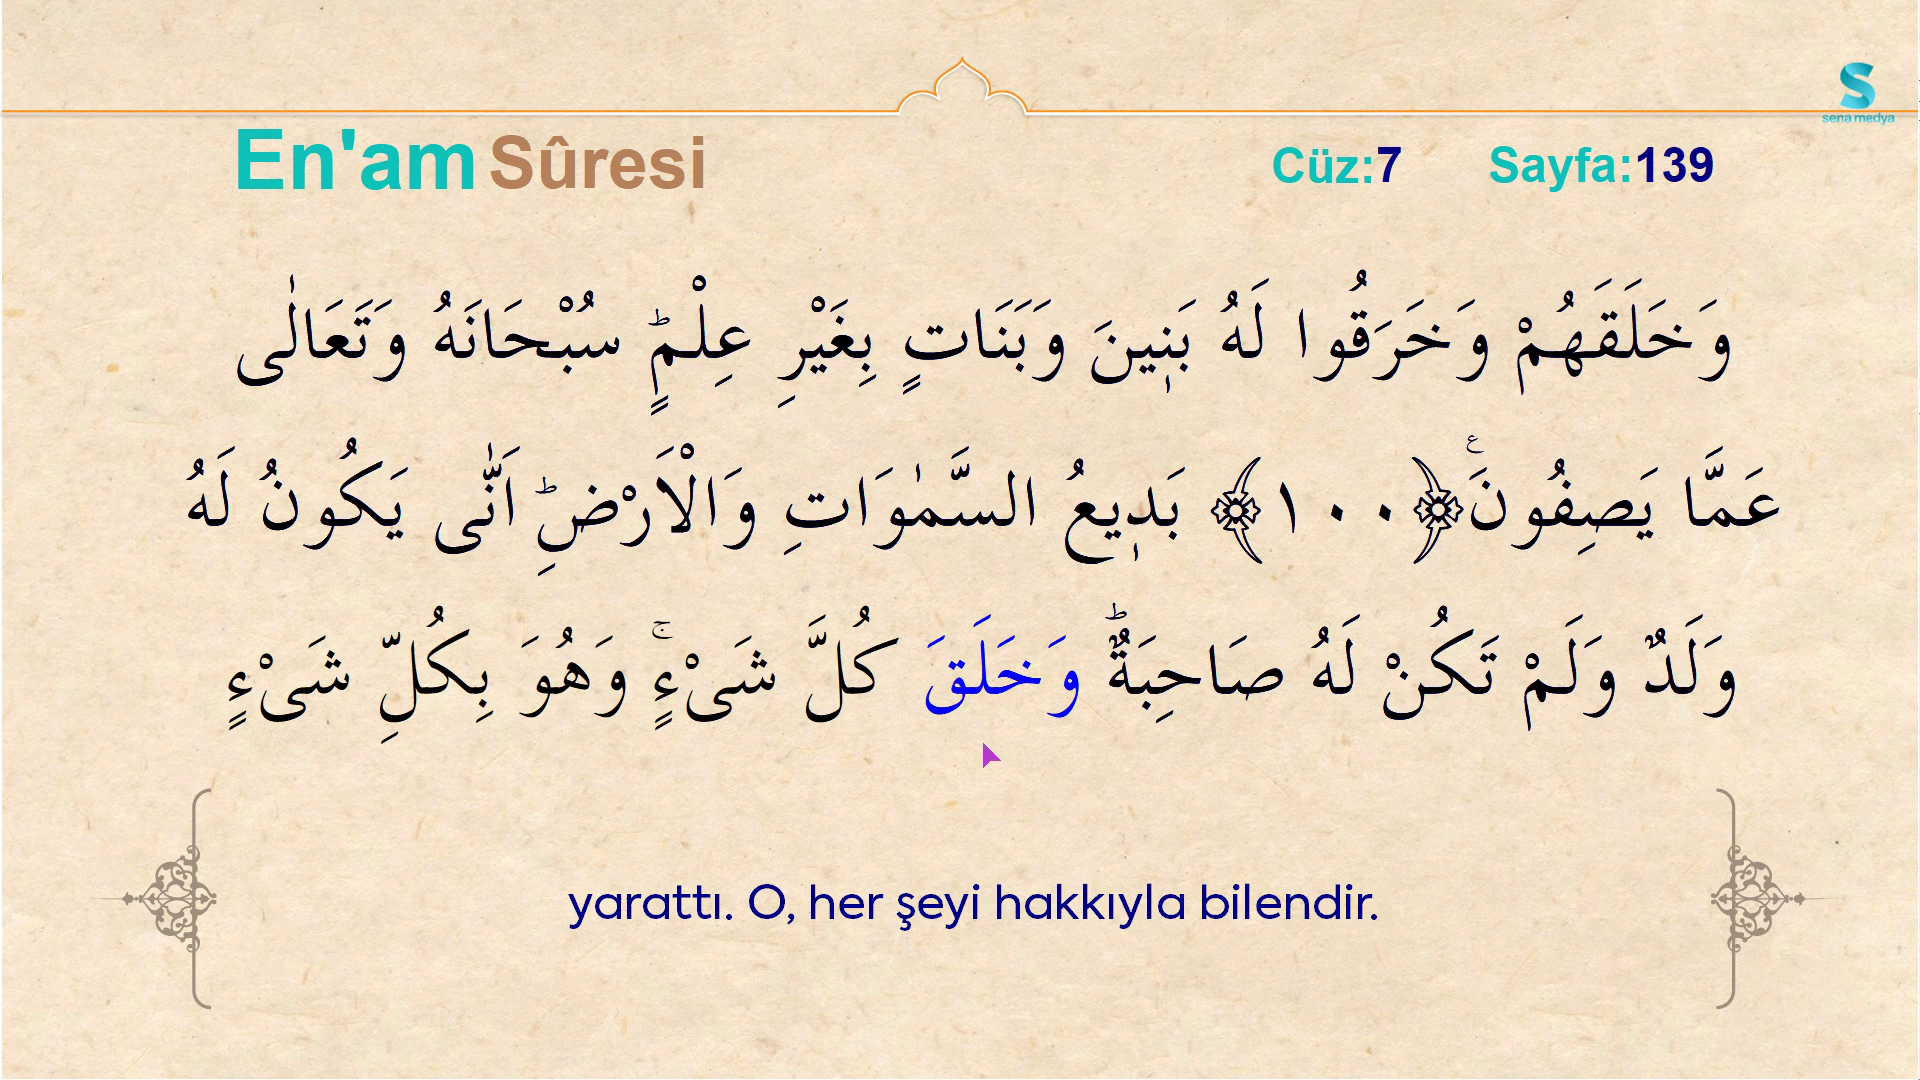 sena medya
En'am Sûresi Cüz:7 Sayfa:139
وَخَلَقَهُمْ وَخَرَقُوا لَهُ بَنٖينَ وَبَنَاتٍ بِغَيْرِ عِلْمٍؕ سُبْحَانَهُ وَتَعَالٰى
عَمَّا يَصِفُونَࣖ ﴿١٠٠﴾ بَدٖيعُ السَّمٰوَاتِ وَالْاَرْضِؕ اَنّٰى يَكُونُ لَهُ
وَلَدٌ وَلَمْ تَكُنْ لَهُ صَاحِبَةٌؕ وَخَلَقَ كُلَّ شَیْءٍۚ وَهُوَ بِكُلِّ شَیْءٍ
yarattı. O, her şeyi hakkıyla bilendir.